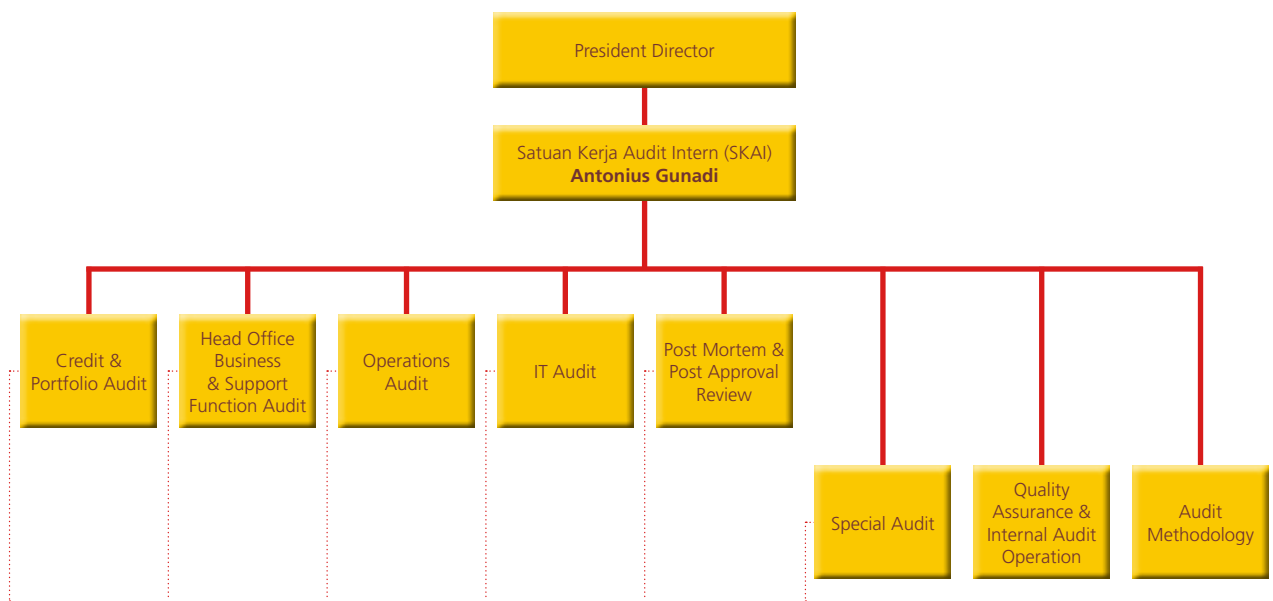 President Director
Satuan Kerja Audit Intern (SKAI)
Antonius Gunadi
Credit &
Portfolio Audit
Head Office
Business
& Support
Function Audit
Operations
Audit
IT Audit
Post Mortem &
Post Approval
Review
Special Audit
Quality
Assurance &
Internal Audit
Operation
Audit
Methodology